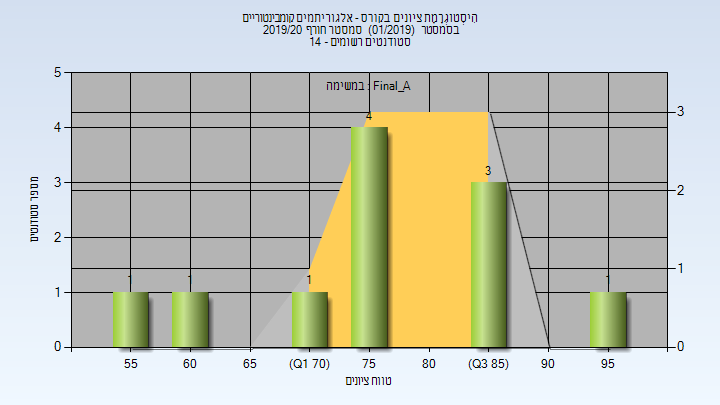 היסטוגרמת ציונים בקורס - אלגוריתמים קומבינטוריים
בסמסטר (01/2019) סמסטר חורף 2019/20
סטודנטים רשומים - 14
במשימה : Final_A
מספר סטודנטים
5
4
3
2
1
0
3
2
1
0
1
1
1
4
3
1
55
60
65
(Q1 70)
75
80
(Q3 85)
90
95
טווח ציונים